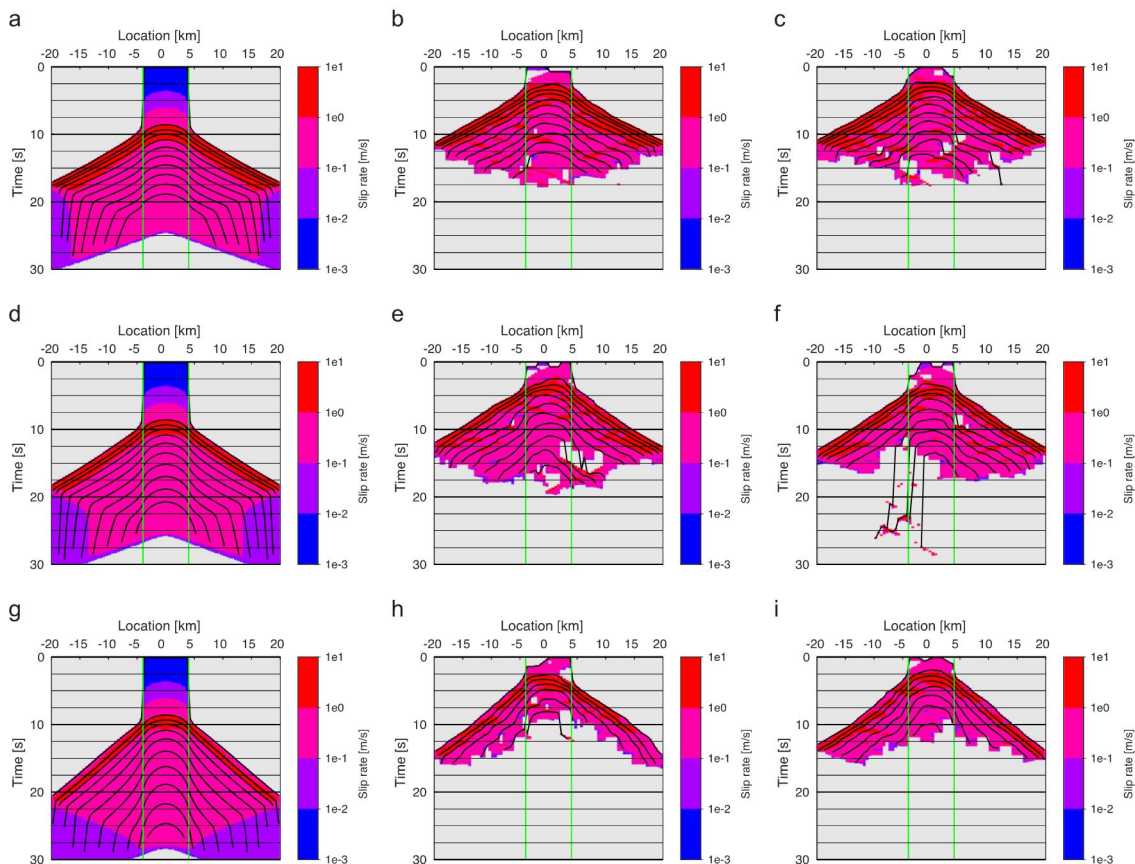 a
b
c
Location [km]
Location [km]
Location [km]
-20 -15 -10 -5 0 5 10 15 20
-20 -15 -10 -5 0 5 10 15 20
-20 -15 -10 -5 0 5 10 15 20
0
10
20
30
Time [s]
1e1
1e0
1e-1
1e-2
1e-3
Slip rate [m/s]
0
10
20
30
Time [s]
1e1
1e0
1e-1
1e-2
1e-3
Slip rate [m/s]
0
10
20
30
Time [s]
1e1
1e0
1e-1
1e-2
1e-3
Slip rate [m/s]
d
e
f
Location [km]
Location [km]
Location [km]
-20 -15 -10 -5 0 5 10 15 20
-20 -15 -10 -5 0 5 10 15 20
-20 -15 -10 -5 0 5 10 15 20
0
10
20
30
Time [s]
1e1
1e0
1e-1
1e-2
1e-3
Slip rate [m/s]
0
10
20
30
Time [s]
1e1
1e0
1e-1
1e-2
1e-3
Slip rate [m/s]
0
10
20
30
Time [s]
1e1
1e0
1e-1
1e-2
1e-3
Slip rate [m/s]
g
h
i
Location [km]
Location [km]
Location [km]
-20 -15 -10 -5 0 5 10 15 20
-20 -15 -10 -5 0 5 10 15 20
-20 -15 -10 -5 0 5 10 15 20
0
10
20
30
Time [s]
1e1
1e0
1e-1
1e-2
1e-3
Slip rate [m/s]
0
10
20
30
Time [s]
1e1
1e0
1e-1
1e-2
1e-3
Slip rate [m/s]
0
10
20
30
Time [s]
1e1
1e0
1e-1
1e-2
1e-3
Slip rate [m/s]